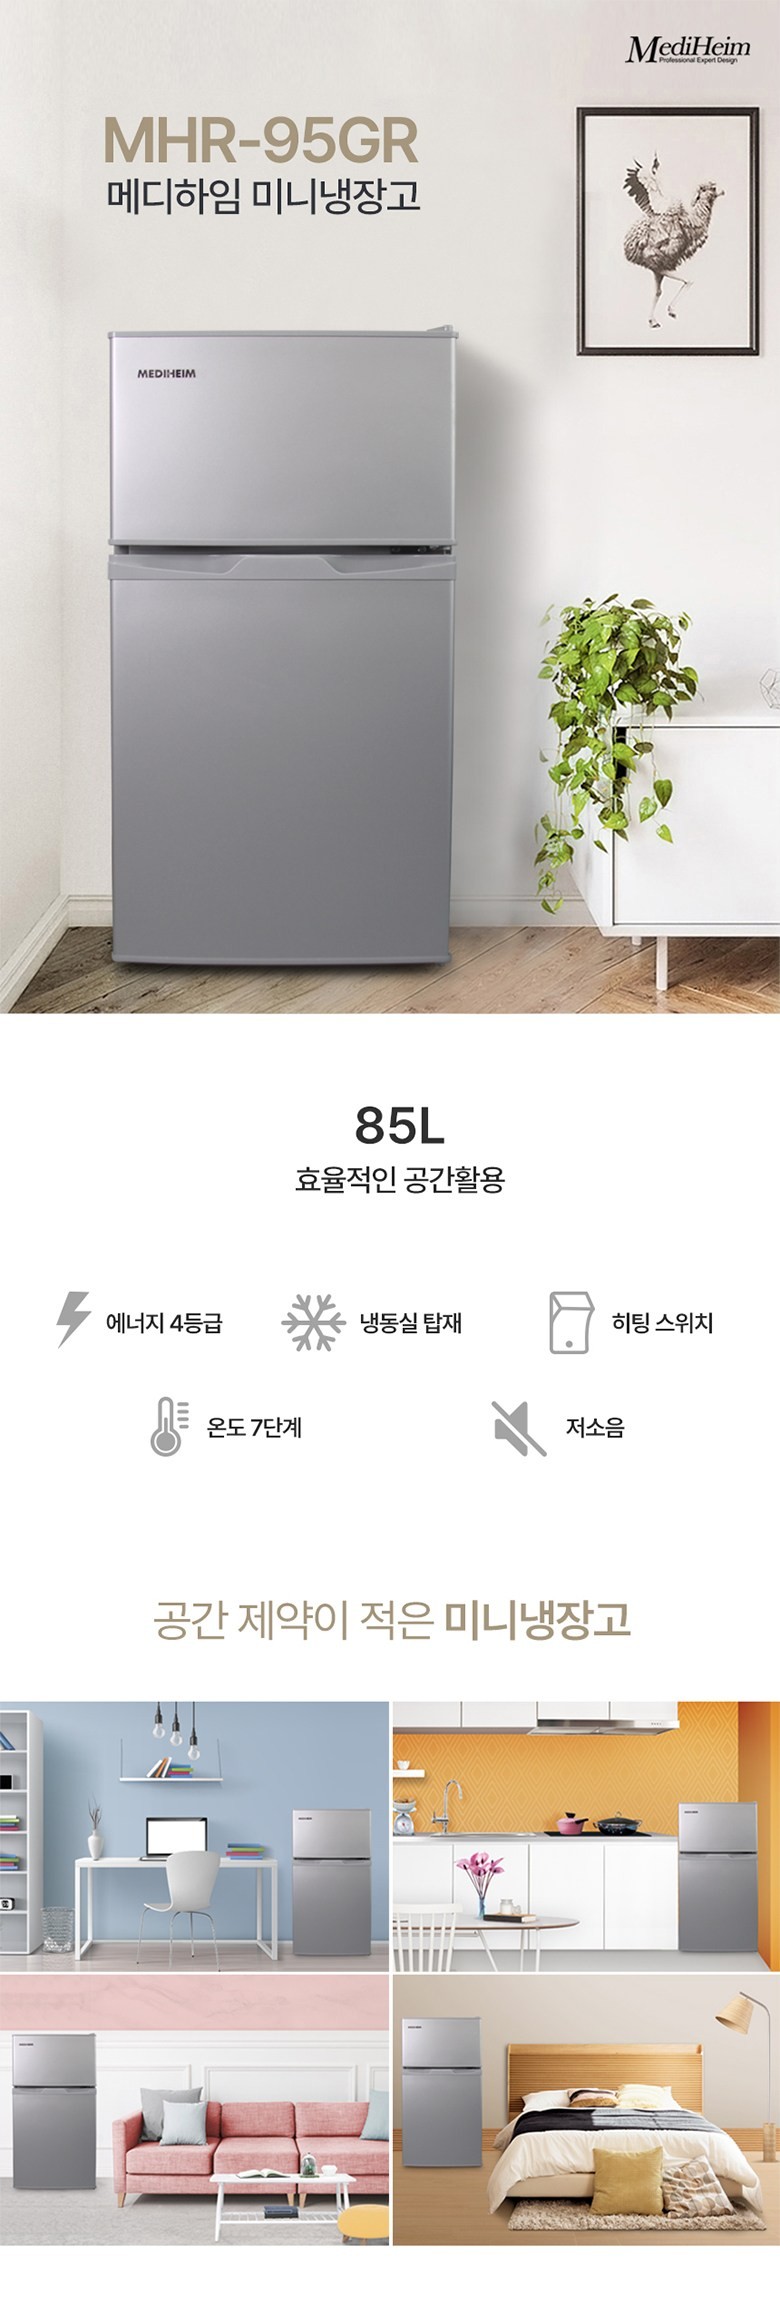 MediHeim
Professional Expert Design
MHR-95GR
메디하임 미니냉장고
MEDIHEIM
85L
효율적인 공간활용
에너지 4등급
냉동실 탑재
히팅 스위치
온도 7단계
저소음
공간 제약이 적은 미니냉장고